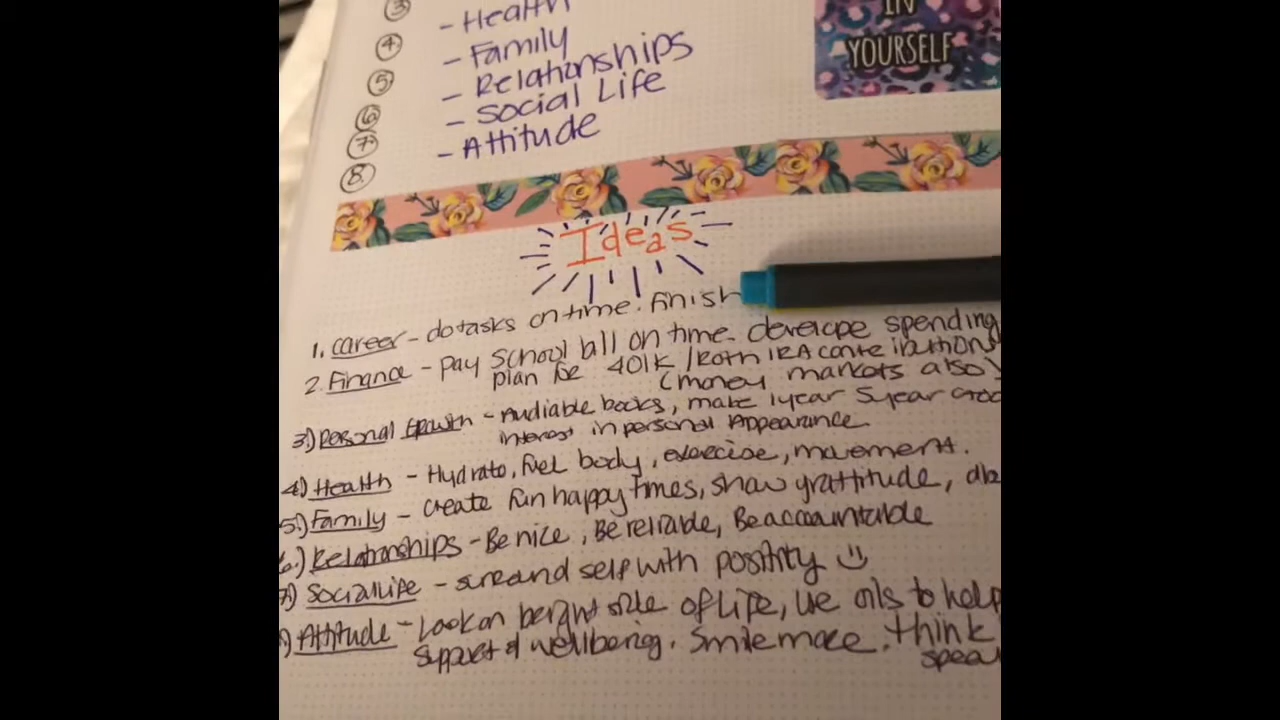 ③ - Health
④ - Family
⑤ - Relationships
⑥ - Social Life
⑦ - Attitude
⑧
IN
YOURSELF
Ideas
1. career - do tasks on time. finish
2. Finance - pay school bill on time. develope spending
plan for 401K / Roth IRA contributions
(money markets also)
3.) Personal Growth - Audiable books, make 1year 5year
interest in personal Appearance
4.) Health - Hydrate, fuel body, exercise, movement.
5.) Family - create fun happy times, show grattitude,
6.) Relationships - Be nice, Be reliable, Be accountable
7.) Social Life - suround self with positivity
) Attitude - Look on bright side of life, use oils to help
support & wellbeing. Smile more. think